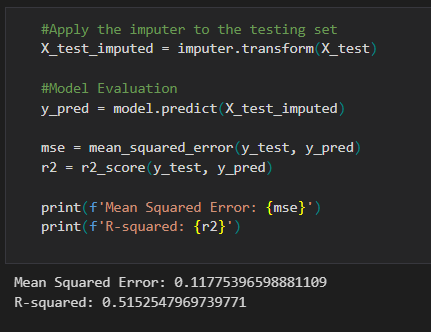 #Apply the imputer to the testing set
X_test_imputed = imputer.transform(X_test)
#Model Evaluation
y_pred = model.predict(X_test_imputed)
mse = mean_squared_error(y_test, y_pred)
r2 = r2_score(y_test, y_pred)
print(f'Mean Squared Error: {mse}')
print(f'R-squared: {r2}')
Mean Squared Error: 0.11775396598881109
R-squared: 0.5152547969739771